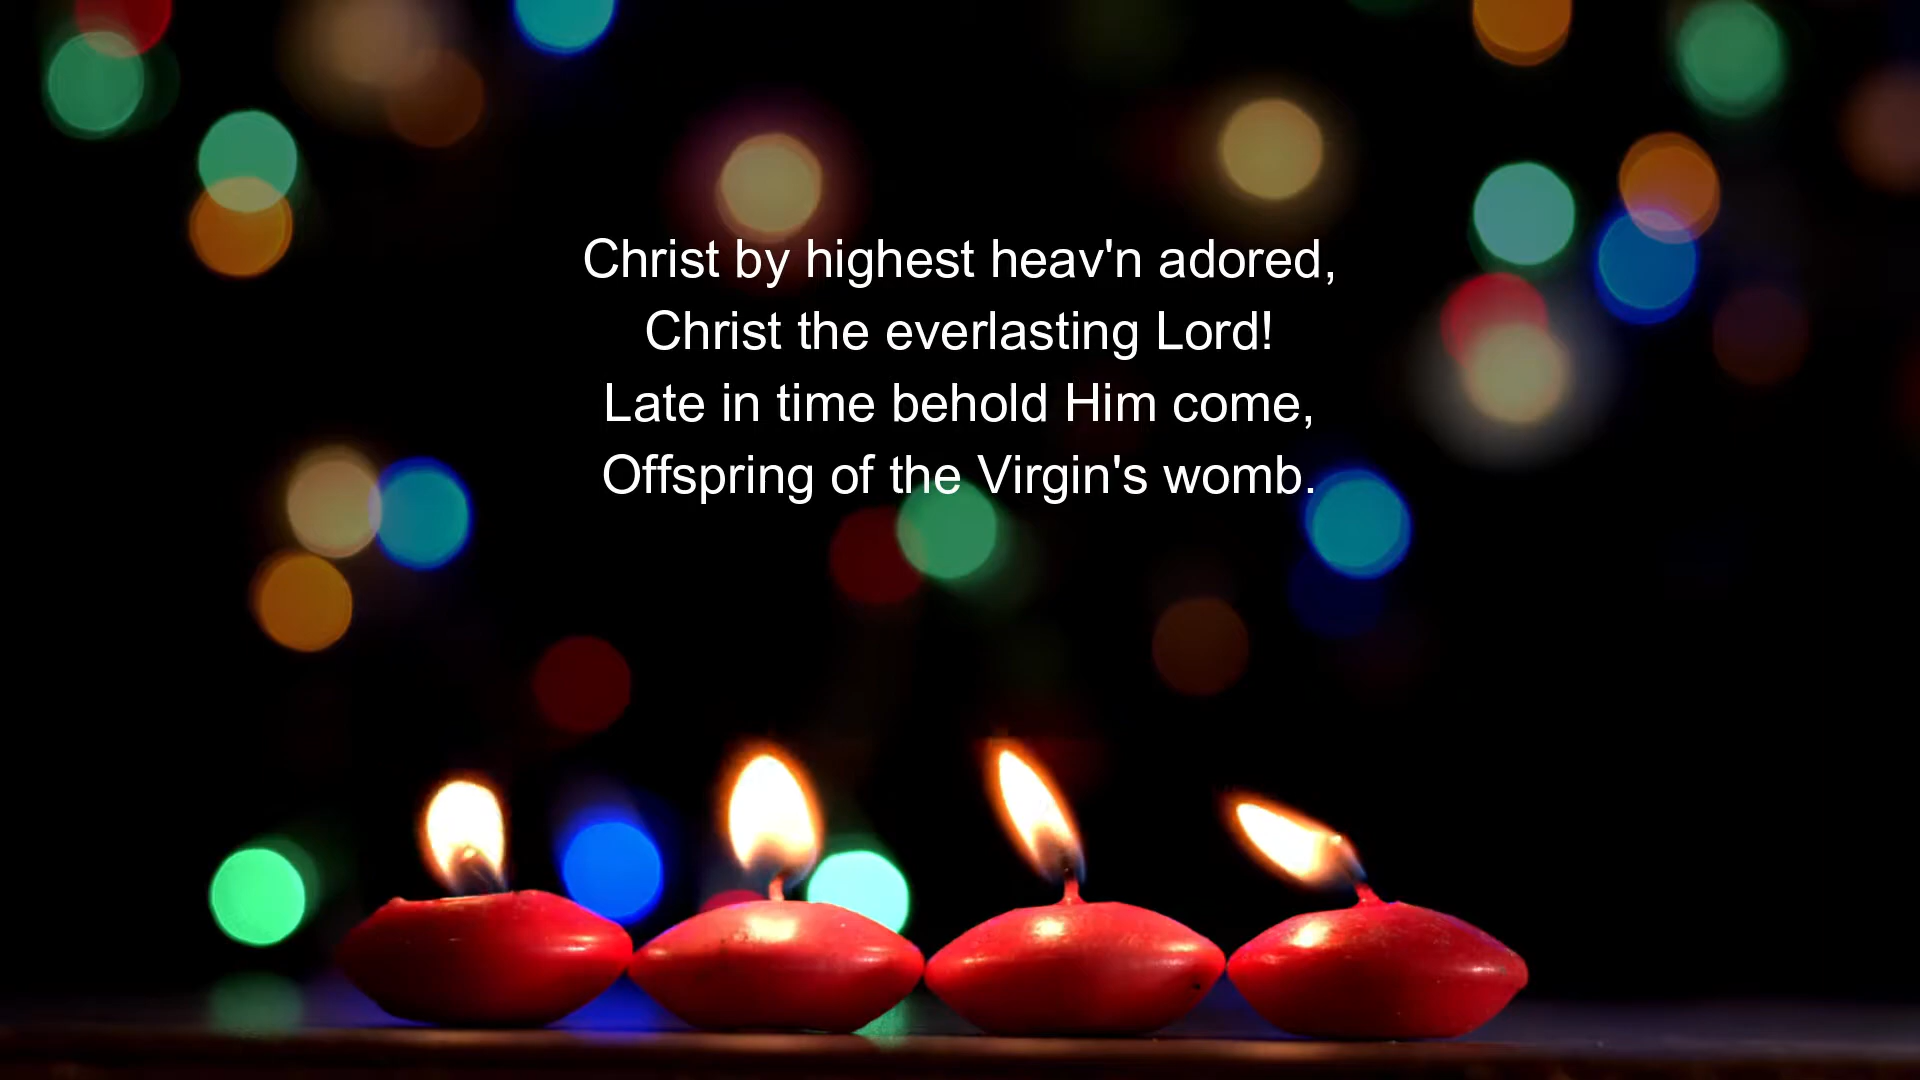 Christ by highest heav'n adored,
Christ the everlasting Lord!
Late in time behold Him come,
Offspring of the Virgin's womb.